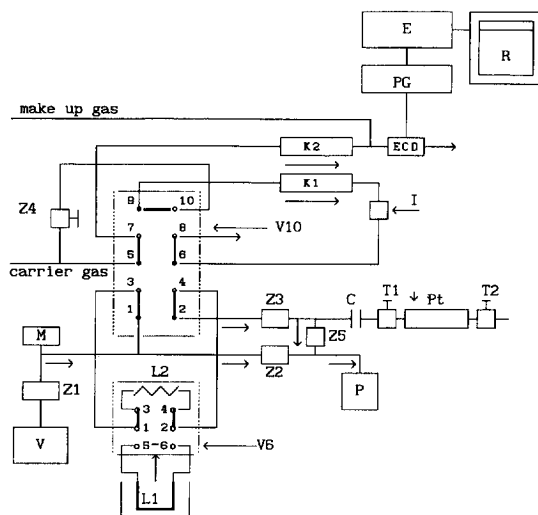 E
R
PG
make up gas
K2
ECD
K1
9 10
Z4
I
7 8
V10
5 6
carrier gas
3 4
Z3
C
T1
Pt
T2
1 2
M
Z5
L2
Z2
Z1
3 4
P
1 2
V
5-6
V6
L1